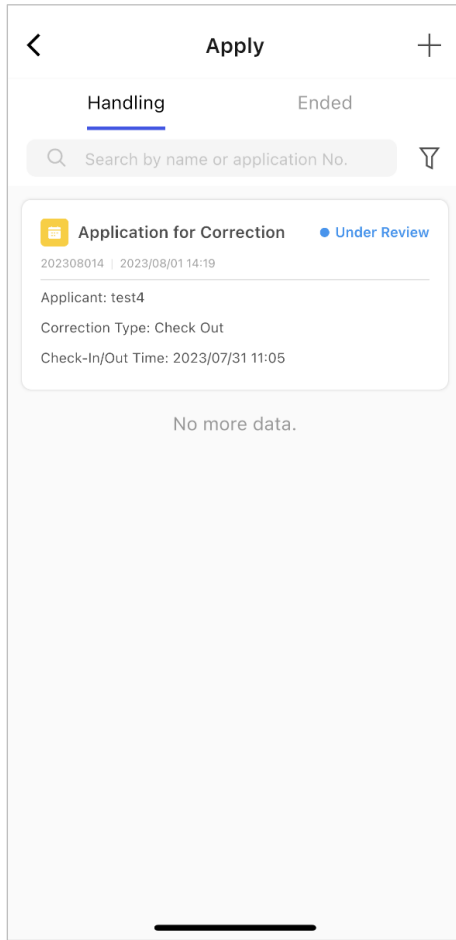 Apply
Handling Ended
Search by name or application No.
Application for Correction Under Review
202308014 | 2023/08/01 14:19
Applicant: test4
Correction Type: Check Out
Check-In/Out Time: 2023/07/31 11:05
No more data.